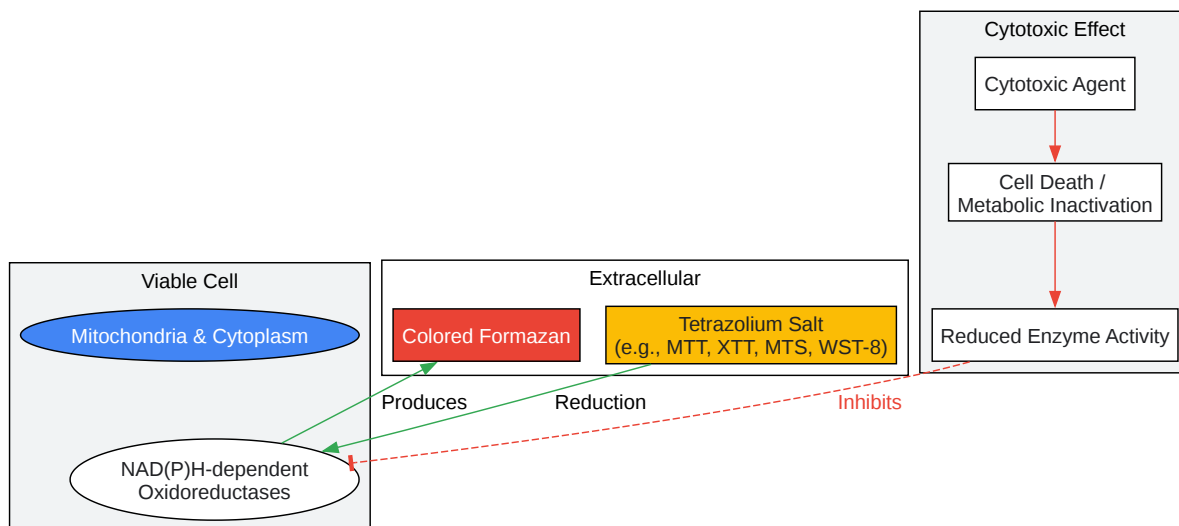 Cytotoxic Effect
Cytotoxic Agent
Cell Death /
Metabolic Inactivation
Reduced Enzyme Activity
Viable Cell
Mitochondria & Cytoplasm
NAD(P)H-dependent
Oxidoreductases
Extracellular
Colored Formazan
Tetrazolium Salt
(e.g., MTT, XTT, MTS, WST-8)
Produces
Reduction
Inhibits